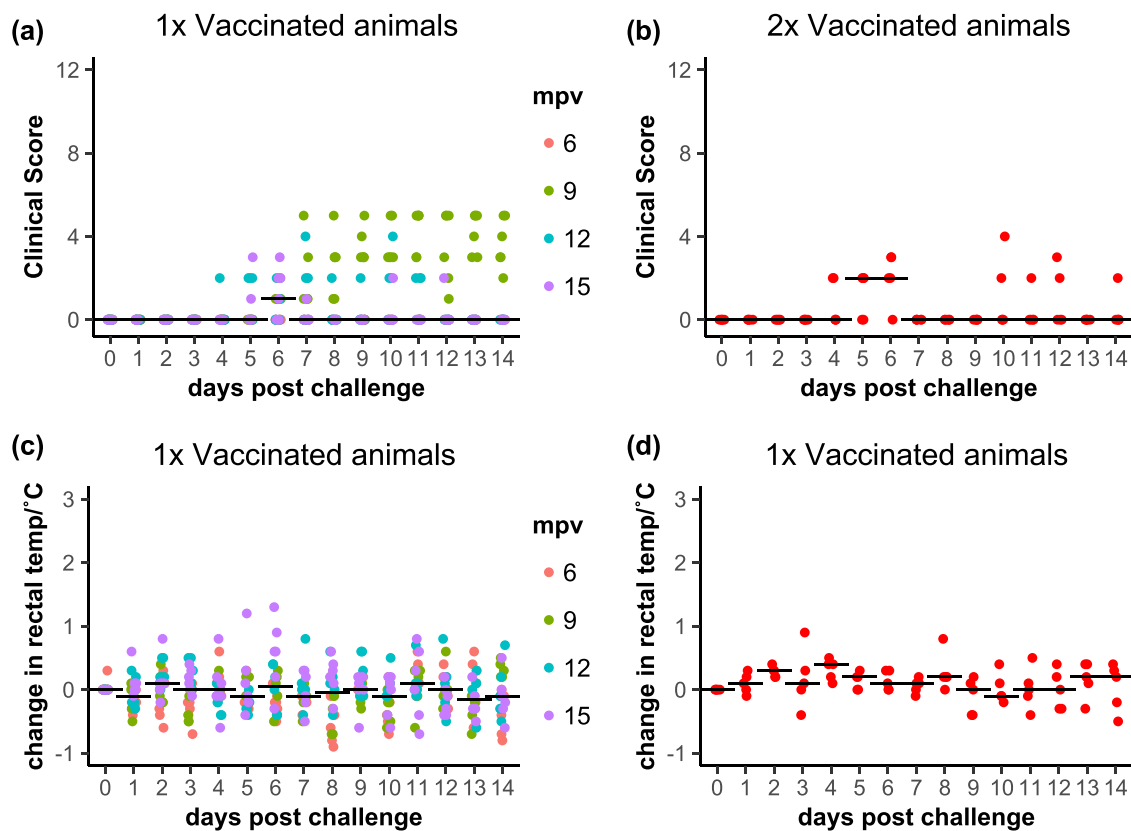 (a) 1x Vaccinated animals
12
8
4
0
Clinical Score
0 1 2 3 4 5 6 7 8 9 10 11 12 13 14
days post challenge
mpv
6
9
12
15
(b) 2x Vaccinated animals
12
8
4
0
Clinical Score
0 1 2 3 4 5 6 7 8 9 10 11 12 13 14
days post challenge
(c) 1x Vaccinated animals
3
2
1
0
-1
change in rectal temp/˚C
0 1 2 3 4 5 6 7 8 9 10 11 12 13 14
days post challenge
mpv
6
9
12
15
(d) 1x Vaccinated animals
3
2
1
0
-1
change in rectal temp/˚C
0 1 2 3 4 5 6 7 8 9 10 11 12 13 14
days post challenge